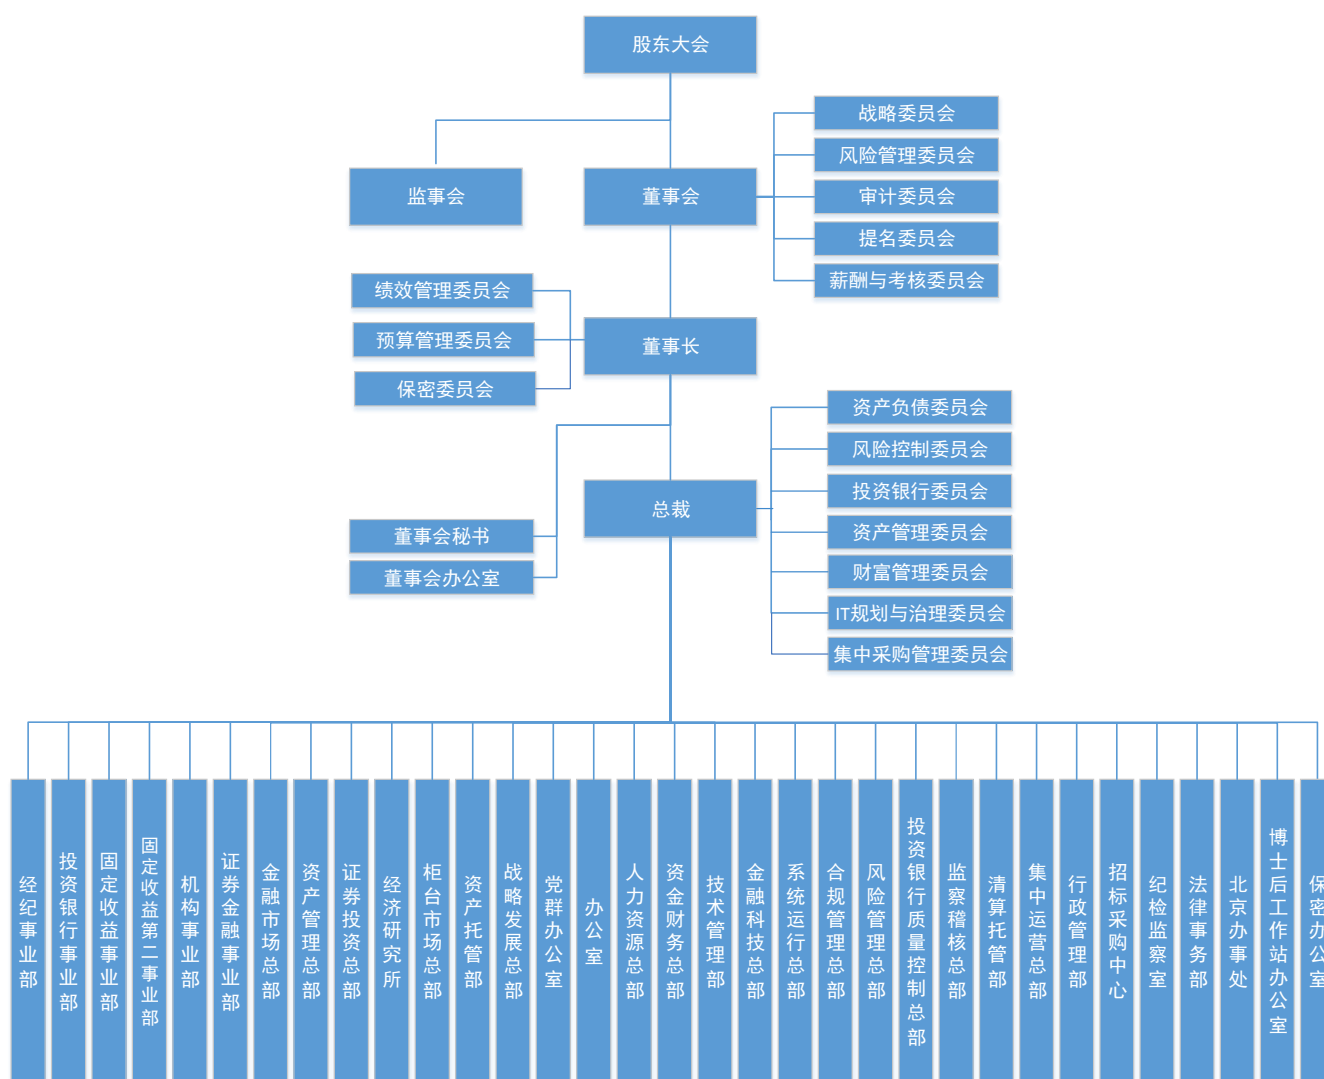 股东大会
监事会
董事会
战略委员会
风险管理委员会
审计委员会
提名委员会
薪酬与考核委员会
绩效管理委员会
预算管理委员会
保密委员会
董事长
资产负债委员会
风险控制委员会
投资银行委员会
资产管理委员会
财富管理委员会
IT规划与治理委员会
集中采购管理委员会
总裁
董事会秘书
董事会办公室
经纪事业部
投资银行事业部
固定收益事业部
固定收益第二事业部
机构事业部
证券金融事业部
金融市场总部
资产管理总部
证券投资总部
经济研究所
柜台市场总部
资产托管部
战略发展总部
党群办公室
办公室
人力资源总部
资金财务总部
技术管理部
金融科技总部
系统运行总部
合规管理总部
风险管理总部
投资银行质量控制总部
监察稽核总部
清算托管部
集中运营总部
行政管理部
招标采购中心
纪检监察室
法律事务部
北京办事处
博士后工作站办公室
保密办公室